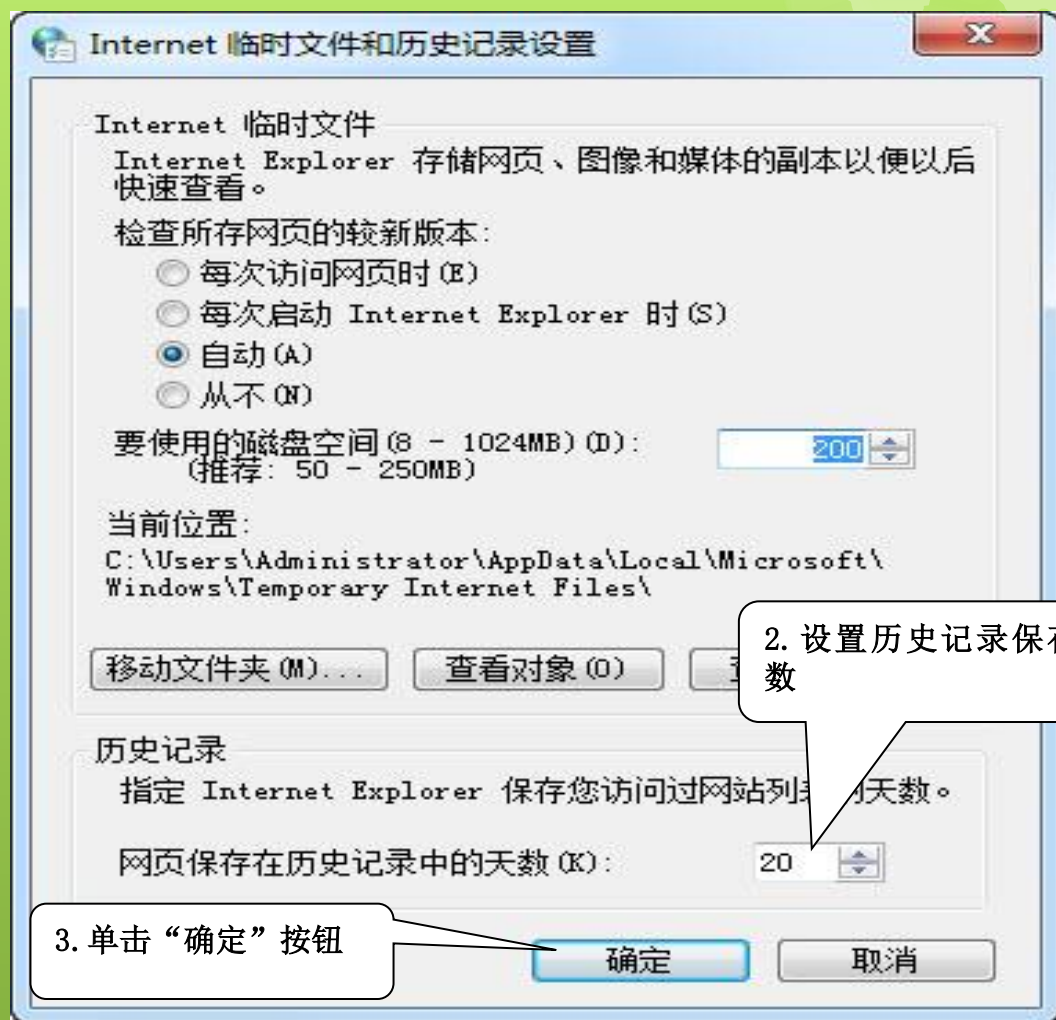 Internet 临时文件和历史记录设置
Internet 临时文件
Internet Explorer 存储网页、图像和媒体的副本以便以后
快速查看。
检查所存网页的较新版本:
每次访问网页时(E)
每次启动 Internet Explorer 时(S)
自动(A)
从不(N)
要使用的磁盘空间(8 - 1024MB)(D): 200
(推荐: 50 - 250MB)
当前位置:
C:\Users\Administrator\AppData\Local\Microsoft\
Windows\Temporary Internet Files\
2.设置历史记录保
数
移动文件夹(M)... 查看对象(O)
历史记录
指定 Internet Explorer 保存您访问过网站列 天数。
网页保存在历史记录中的天数(K): 20
3.单击“确定”按钮
确定 取消